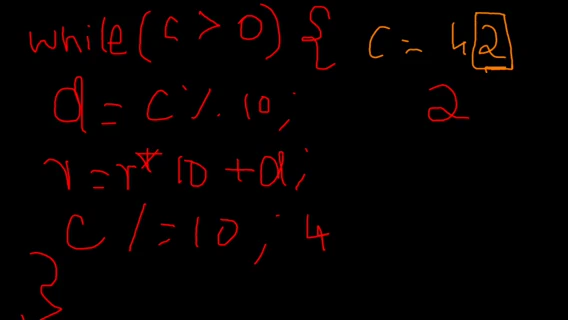 while(c > 0) { c = 42
d = c % 10; 2
r = r* 10 + d;
c /= 10; 4
}